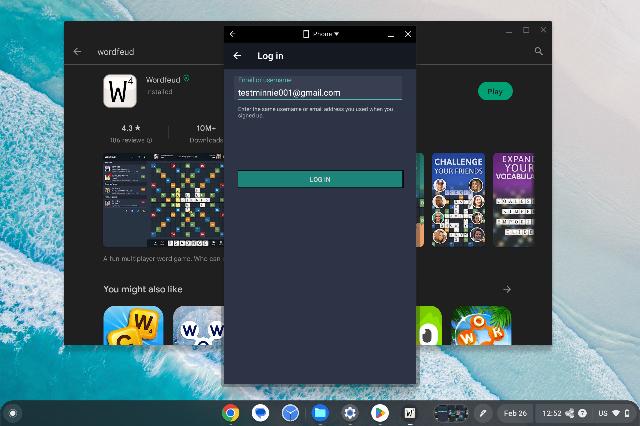 Phone
wordfeud
Log in
Wordfeud
Installed
Email or username
testminnie001@gmail.com
Play
Enter the same username or email address you used when you signed up.
4.3 ★
186 reviews
10M+
Downloads
LOG IN
CHALLENGE
YOUR FRIENDS
EXPAND
YOUR
VOCABULA
A fun multiplayer word game. Who can
You might also like
Feb 26
12:52
US